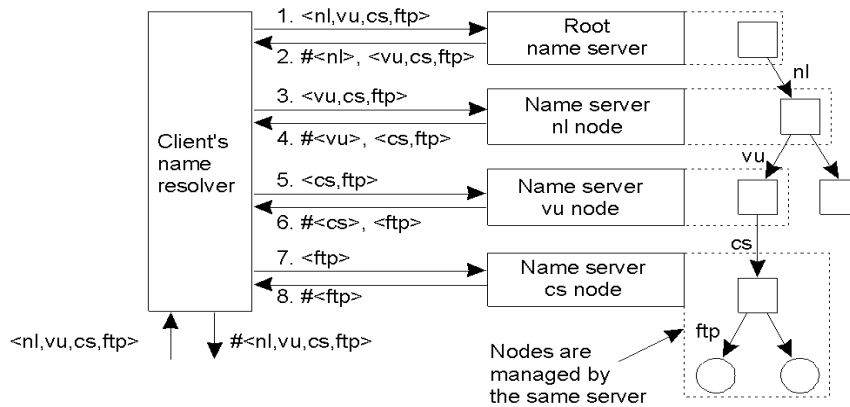 1. <nl,vu,cs,ftp>
2. #<nl>, <vu,cs,ftp>
3. <vu,cs,ftp>
4. #<vu>, <cs,ftp>
5. <cs,ftp>
6. #<cs>, <ftp>
7. <ftp>
8. #<ftp>
Client's
name
resolver
<nl,vu,cs,ftp>
#<nl,vu,cs,ftp>
Root
name server
Name server
nl node
Name server
vu node
Name server
cs node
nl
vu
cs
ftp
Nodes are
managed by
the same server